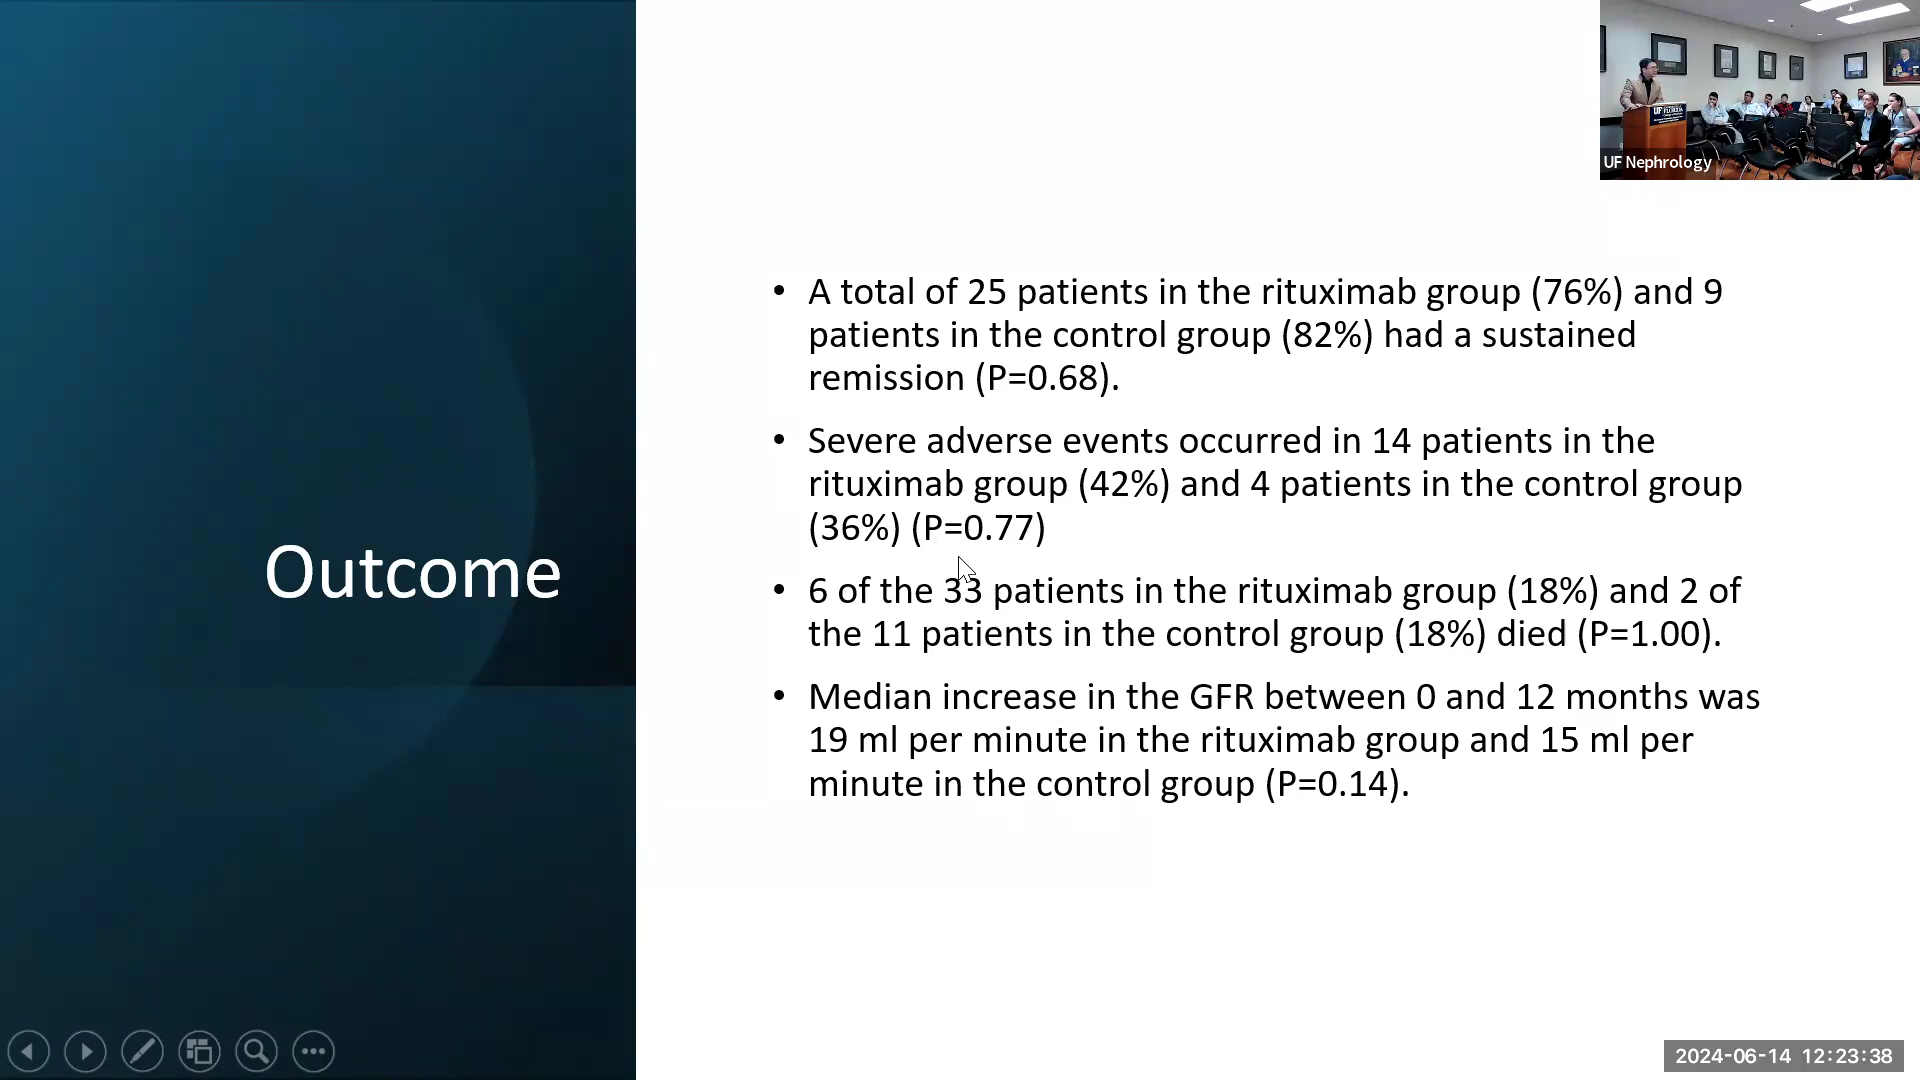 UF Nephrology
Outcome
• A total of 25 patients in the rituximab group (76%) and 9
patients in the control group (82%) had a sustained
remission (P=0.68).
• Severe adverse events occurred in 14 patients in the
rituximab group (42%) and 4 patients in the control group
(36%) (P=0.77)
• 6 of the 33 patients in the rituximab group (18%) and 2 of
the 11 patients in the control group (18%) died (P=1.00).
• Median increase in the GFR between 0 and 12 months was
19 ml per minute in the rituximab group and 15 ml per
minute in the control group (P=0.14).
2024-06-14 12:23:38